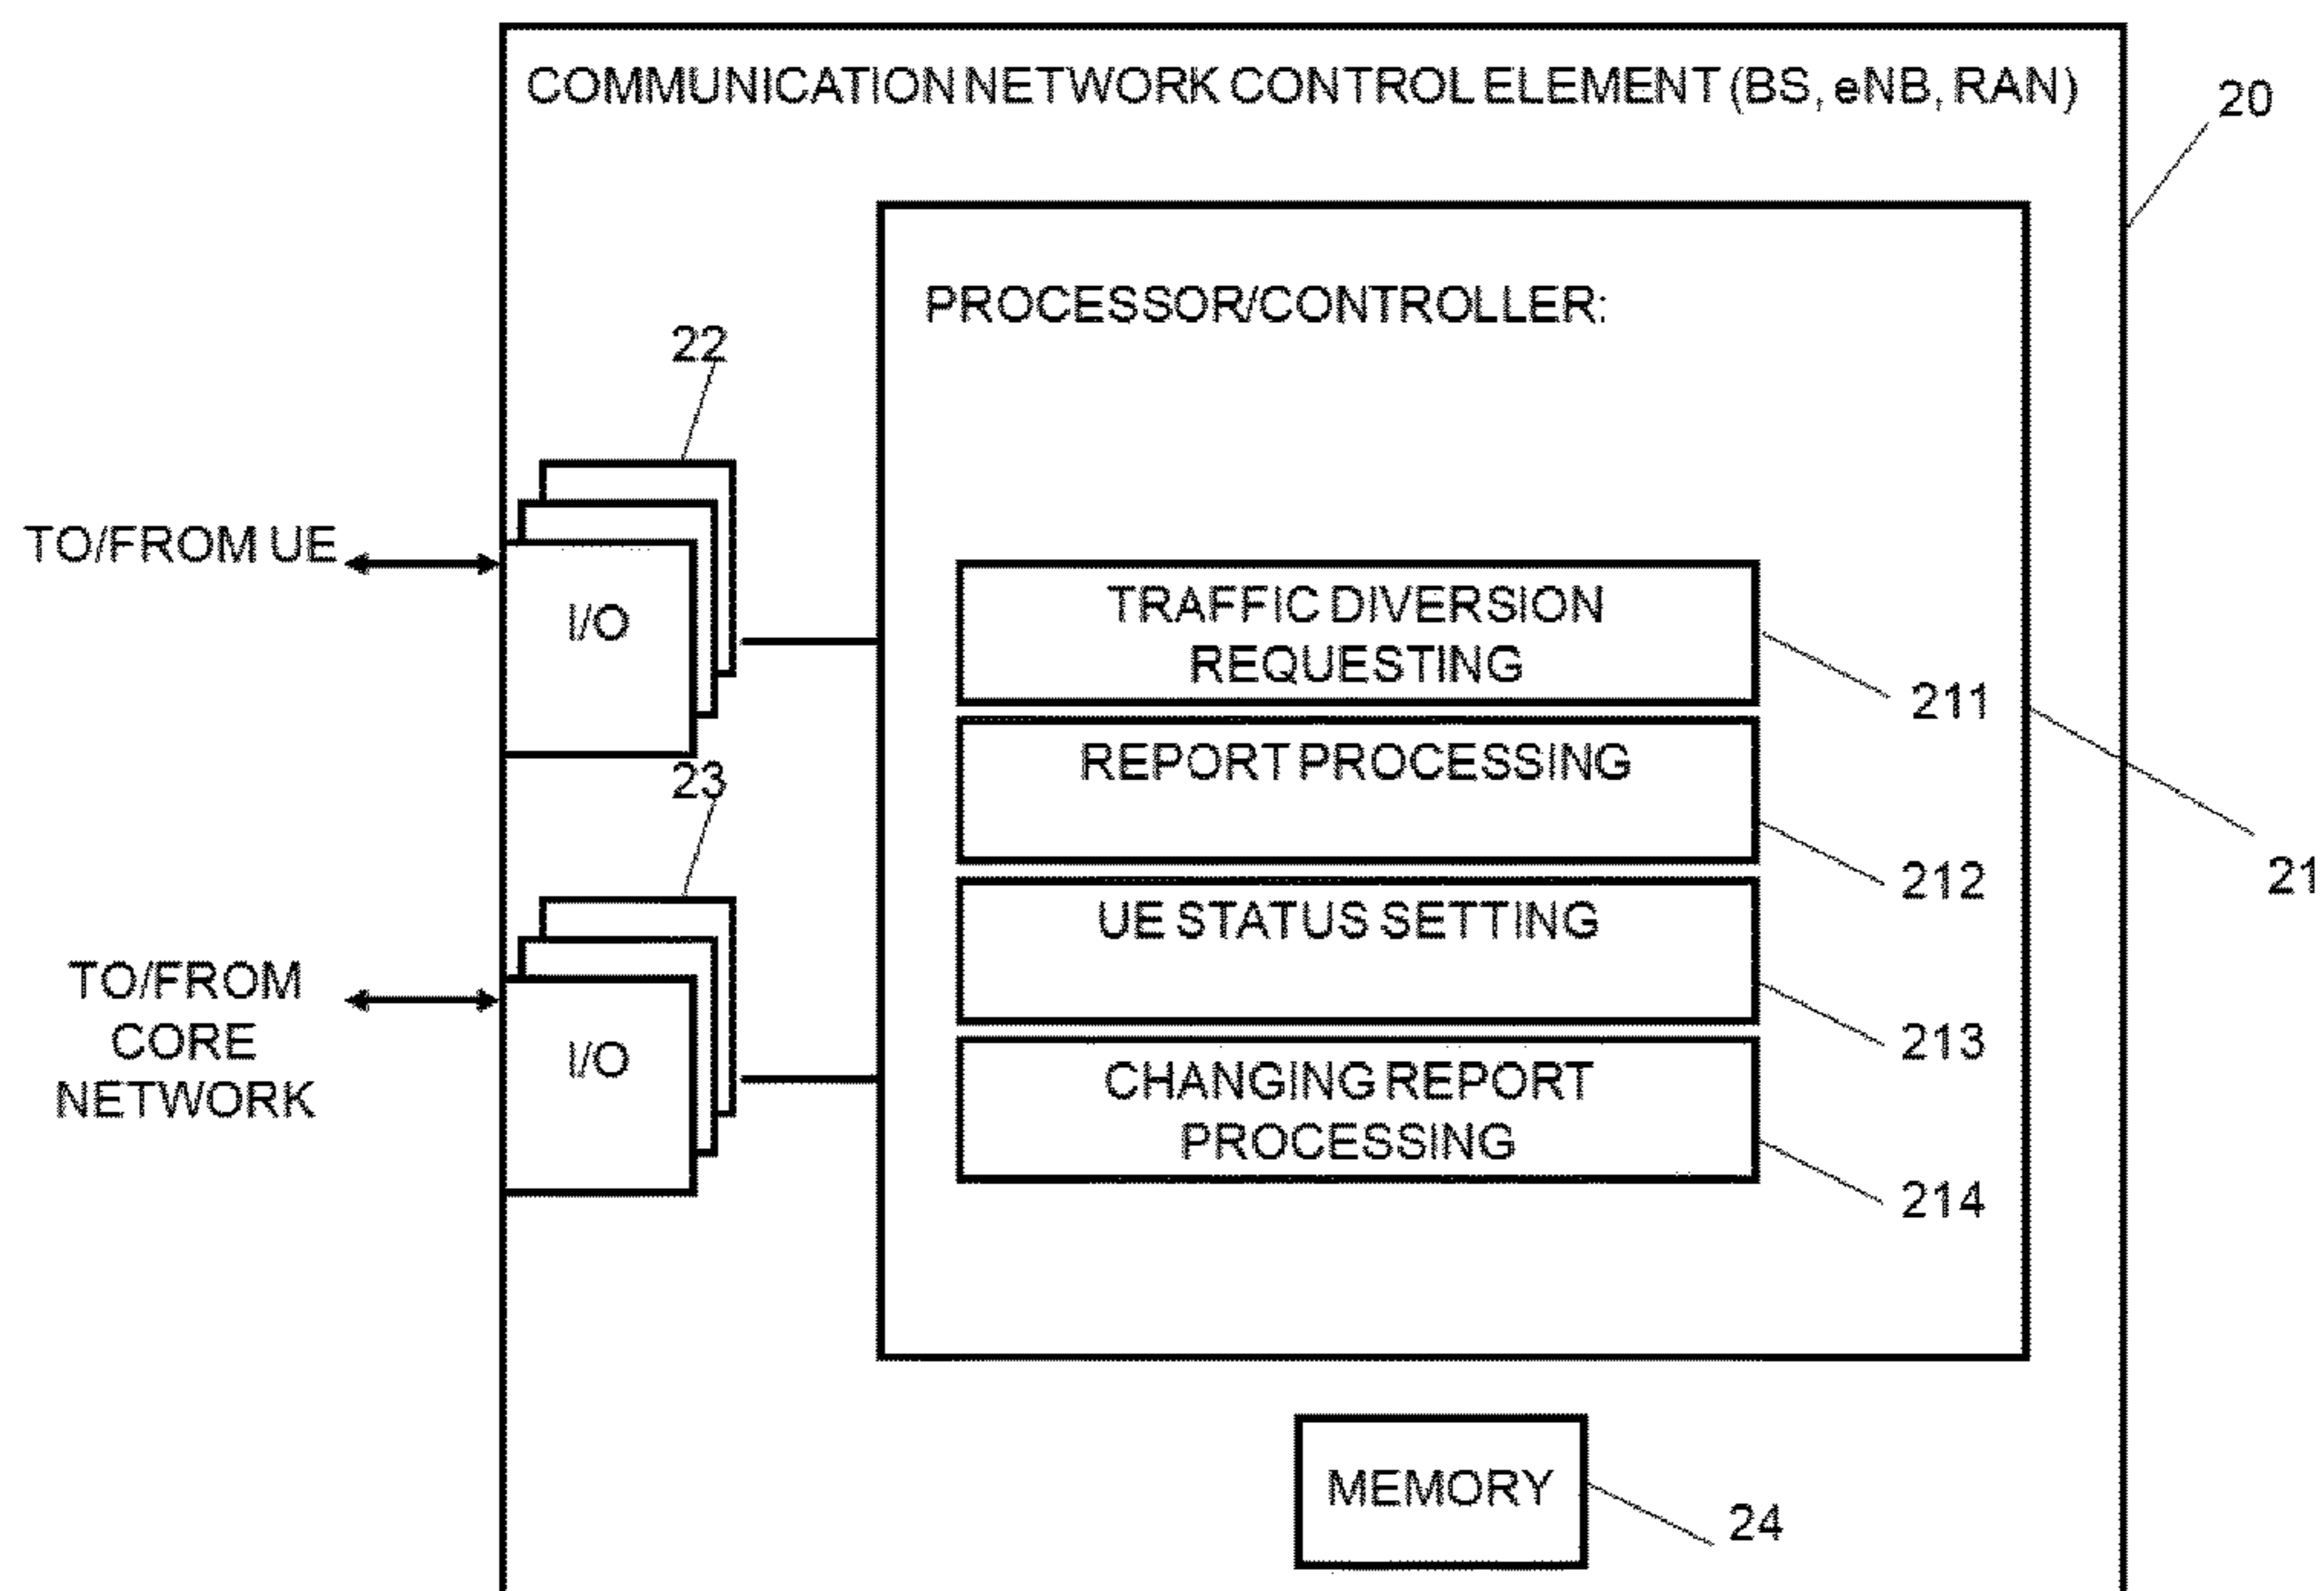 COMMUNICATION NETWORK CONTROL ELEMENT (BS, eNB, RAN)
20
PROCESSOR/CONTROLLER:
22
TO/FROM UE
I/O
TRAFFIC DIVERSION
REQUESTING
211
REPORT PROCESSING
212
21
23
UE STATUS SETTING
213
TO/FROM
CORE
NETWORK
I/O
CHANGING REPORT
PROCESSING
214
MEMORY
24